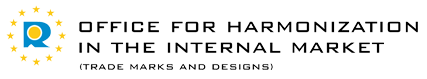 R
OFFICE FOR HARMONIZATION
IN THE INTERNAL MARKET
(TRADE MARKS AND DESIGNS)